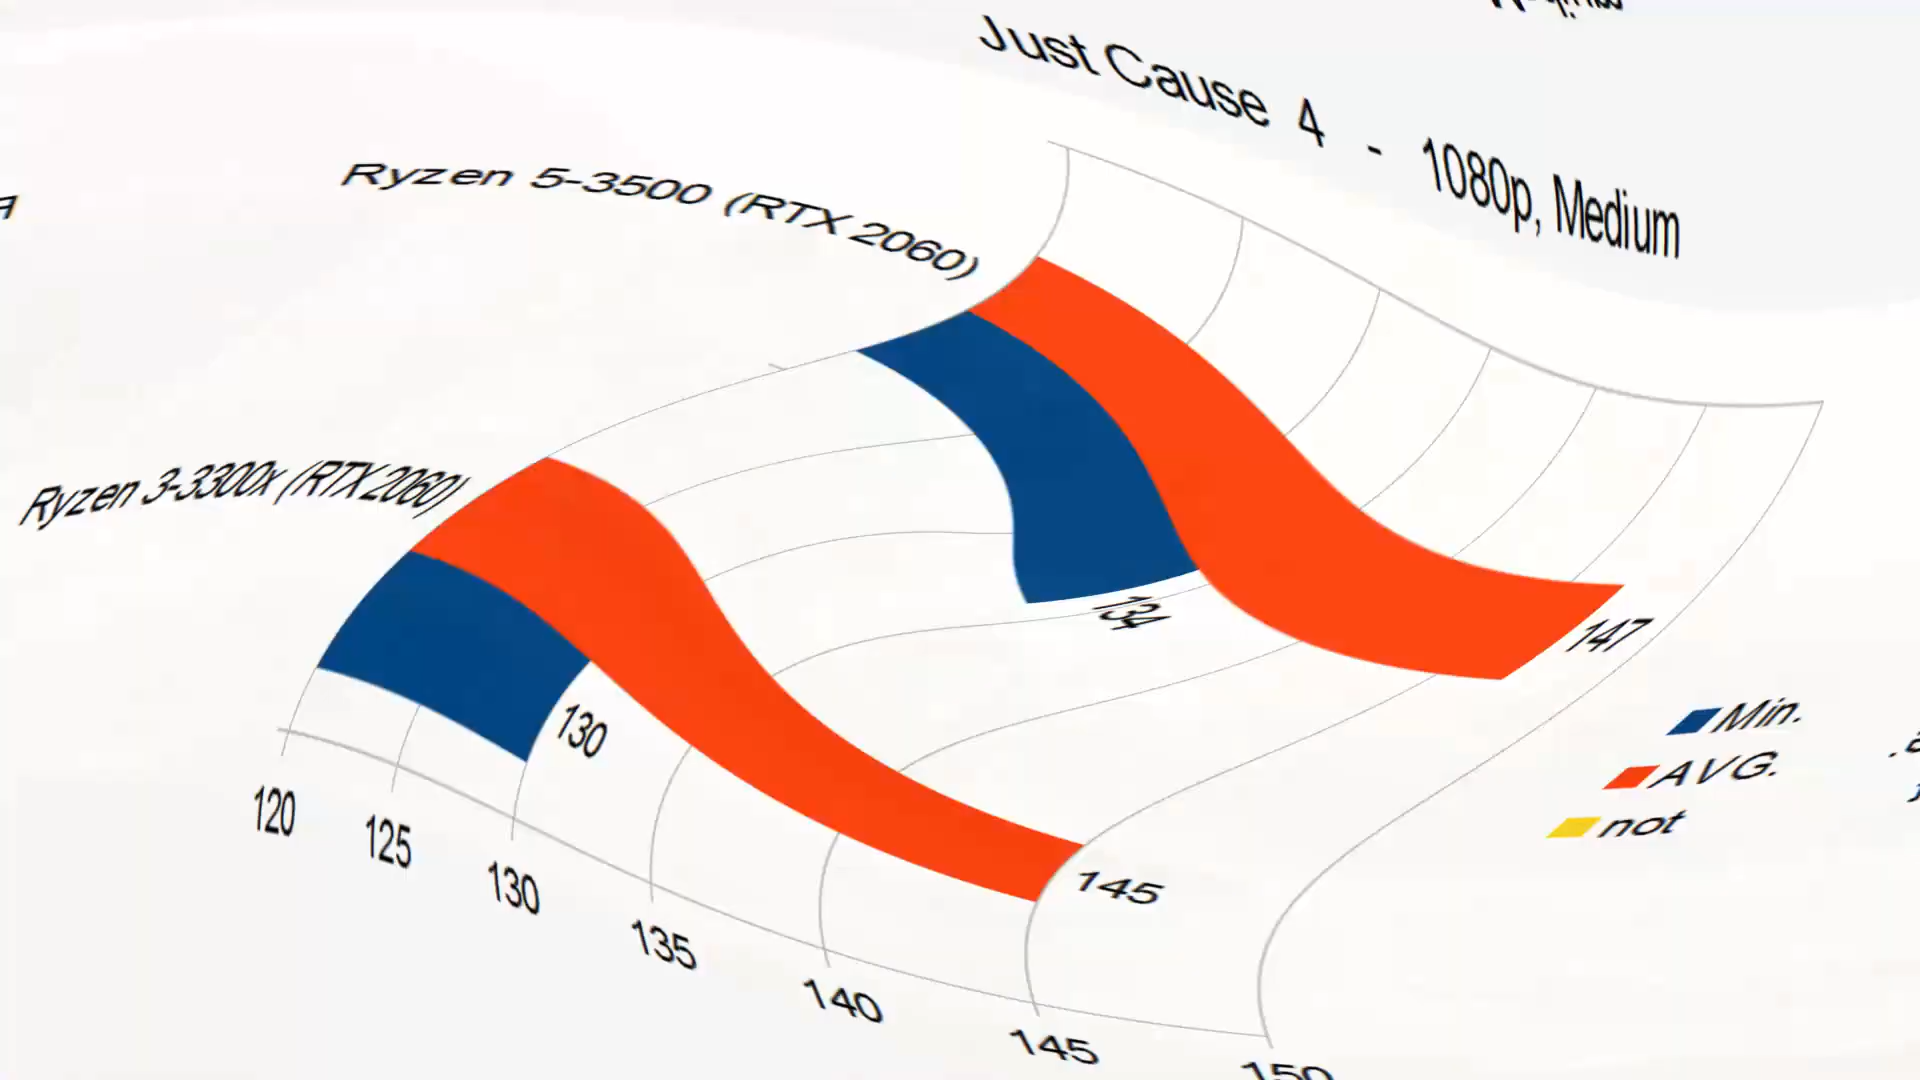 Just Cause 4 - 1080p, Medium
Ryzen 5-3500 (RTX 2060)
Ryzen 3-3300x (RTX 2060)
134
147
130
145
Min.
AVG.
not
120
125
130
135
140
145
150